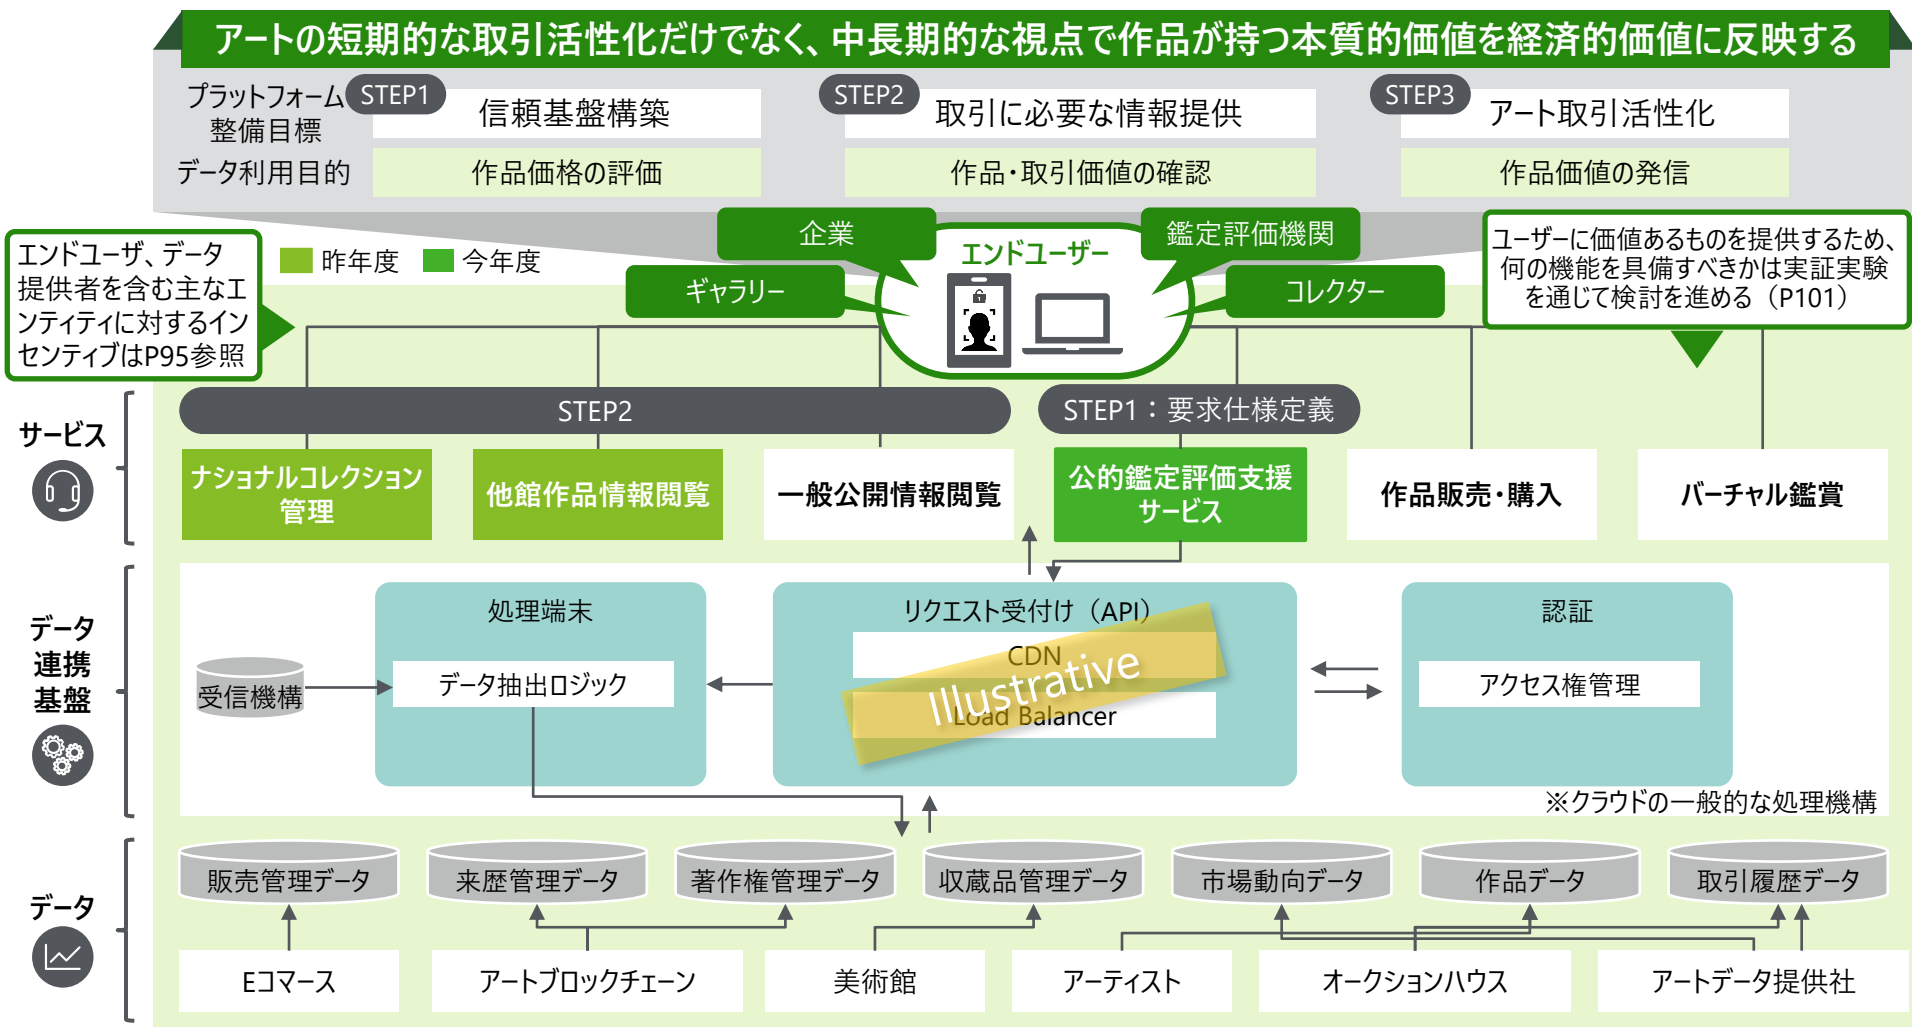 アートの短期的な取引活性化だけでなく、中長期的な視点で作品が持つ本質的価値を経済的価値に反映する
プラットフォーム
整備目標
STEP1
信頼基盤構築
STEP2
取引に必要な情報提供
STEP3
アート取引活性化
データ利用目的
作品価格の評価
作品・取引価値の確認
作品価値の発信
エンドユーザ、データ
提供者を含む主なエ
ンティティに対するイン
センティブはP95参照
昨年度
今年度
企業
ギャラリー
エンドユーザー
鑑定評価機関
コレクター
ユーザーに価値あるものを提供するため、
何の機能を具備すべきかは実証実験
を通じて検討を進める（P101）
サービス
STEP2
STEP1：要求仕様定義
ナショナルコレクション
管理
他館作品情報閲覧
一般公開情報閲覧
公的鑑定評価支援
サービス
作品販売・購入
バーチャル鑑賞
データ
連携
基盤
受信機構
処理端末
データ抽出ロジック
リクエスト受付け（API）
CDN
Load Balancer
Illustrative
認証
アクセス権管理
※クラウドの一般的な処理機構
データ
販売管理データ
来歴管理データ
著作権管理データ
収蔵品管理データ
市場動向データ
作品データ
取引履歴データ
Eコマース
アートブロックチェーン
美術館
アーティスト
オークションハウス
アートデータ提供社